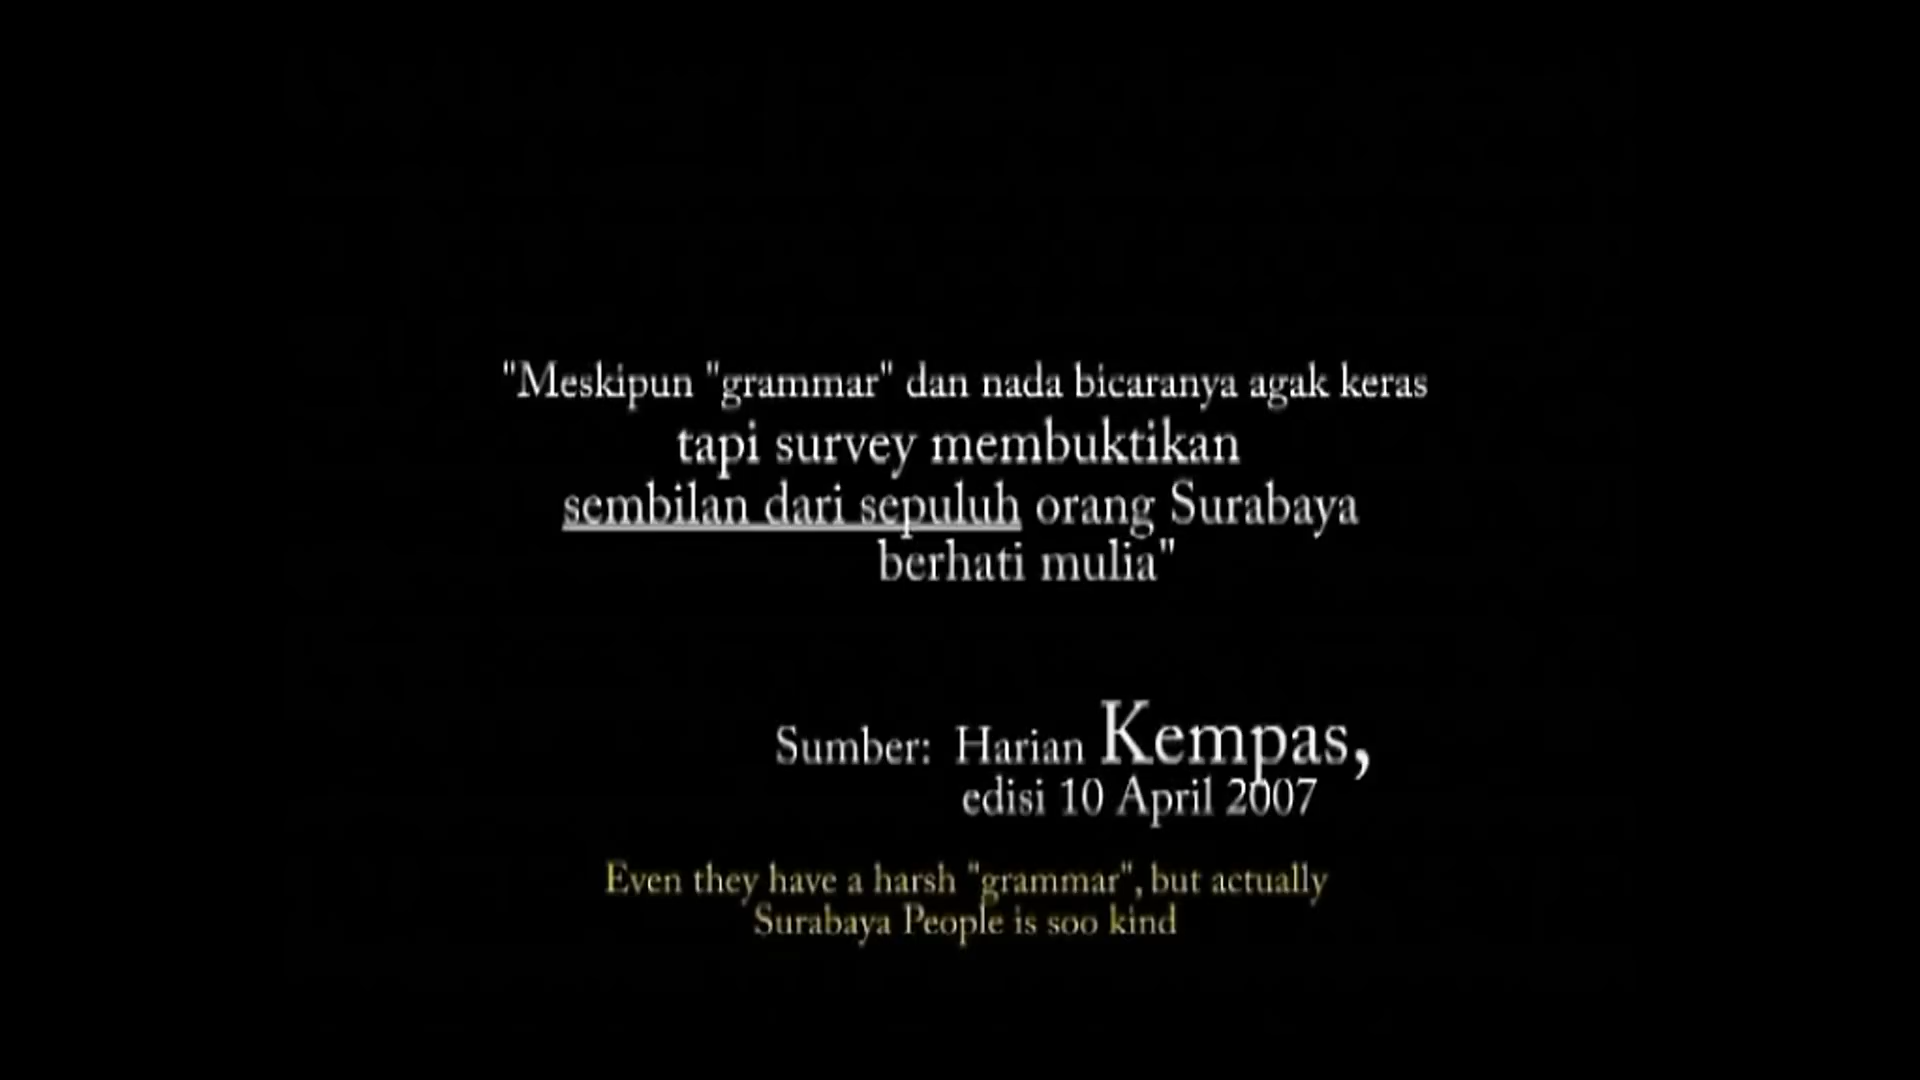 "Meskipun "grammar" dan nada bicaranya agak keras
tapi survey membuktikan
sembilan dari sepuluh orang Surabaya
berhati mulia"
Sumber: Harian Kempas,
edisi 10 April 2007
Even they have a harsh "grammar", but actually
Surabaya People is soo kind